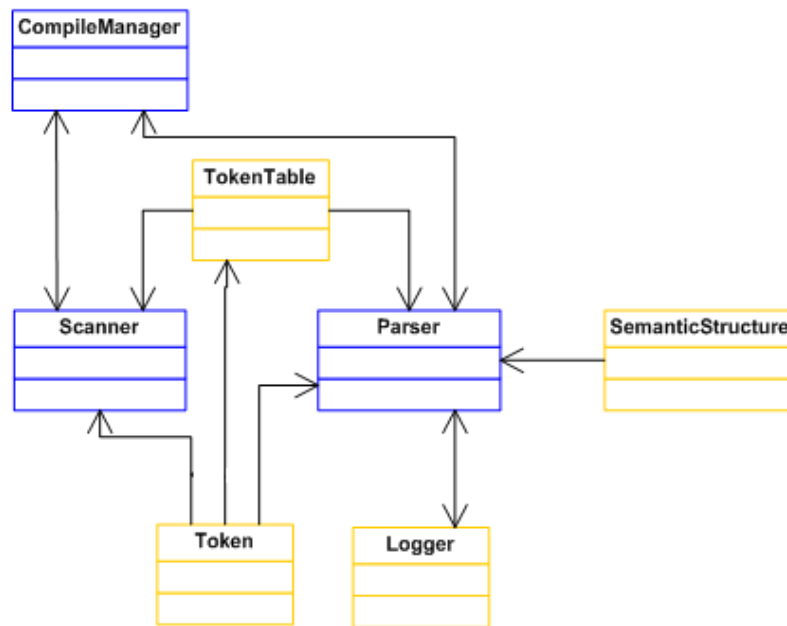 CompileManager
TokenTable
Scanner
Parser
SemanticStructure
Token
Logger